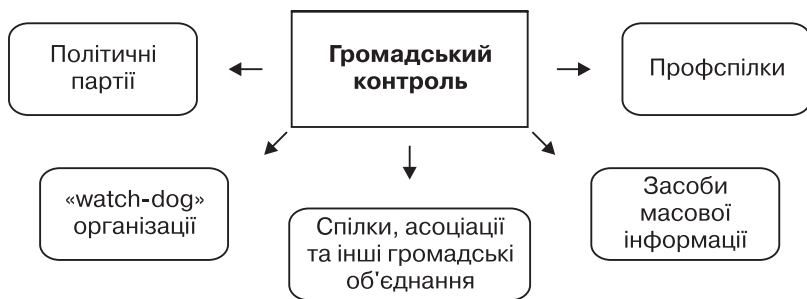 Політичні
партії
Громадський
контроль
Профспілки
«watch-dog»
організації
Спілки, асоціації
та інші громадські
об'єднання
Засоби
масової
інформації